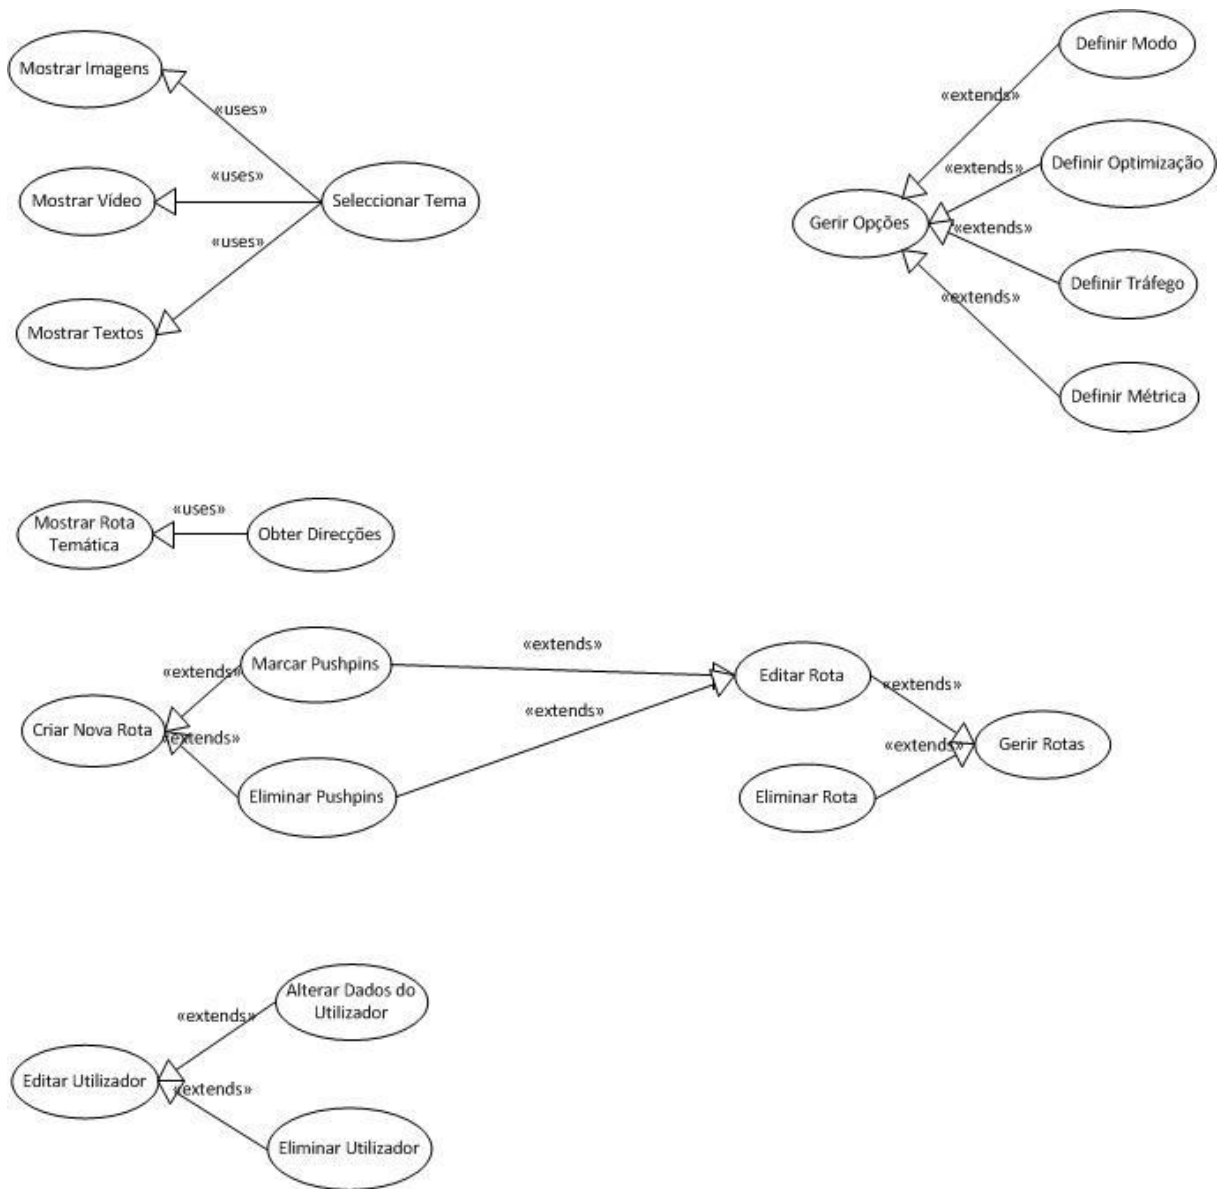 Mostrar Imagens
«uses»
Mostrar Vídeo
«uses»
Seleccionar Tema
«uses»
Mostrar Textos
Definir Modo
«extends»
Definir Optimização
«extends»
Gerir Opções
«extends»
Definir Tráfego
«extends»
Definir Métrica
Mostrar Rota
Temática
«uses»
Obter Direcções
Marcar Pushpins
«extends»
«extends»
Editar Rota
«extends»
Criar Nova Rota
«extends»
«extends»
«extends»
Gerir Rotas
Eliminar Pushpins
Eliminar Rota
Alterar Dados do
Utilizador
«extends»
Editar Utilizador
«extends»
Eliminar Utilizador